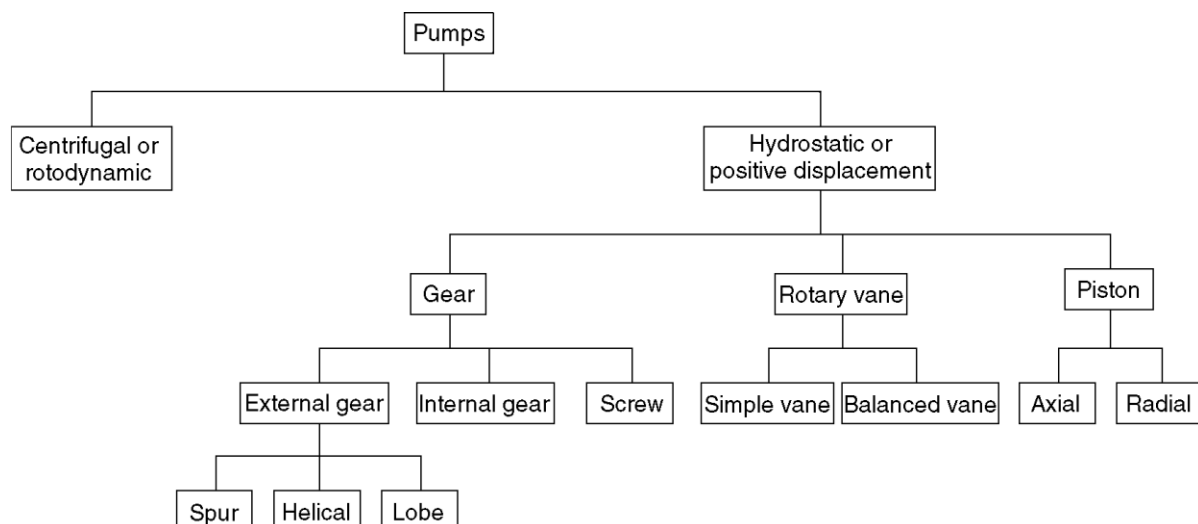 Pumps
Centrifugal or
rotodynamic
Hydrostatic or
positive displacement
Gear
Rotary vane
Piston
External gear
Internal gear
Screw
Simple vane
Balanced vane
Axial
Radial
Spur
Helical
Lobe